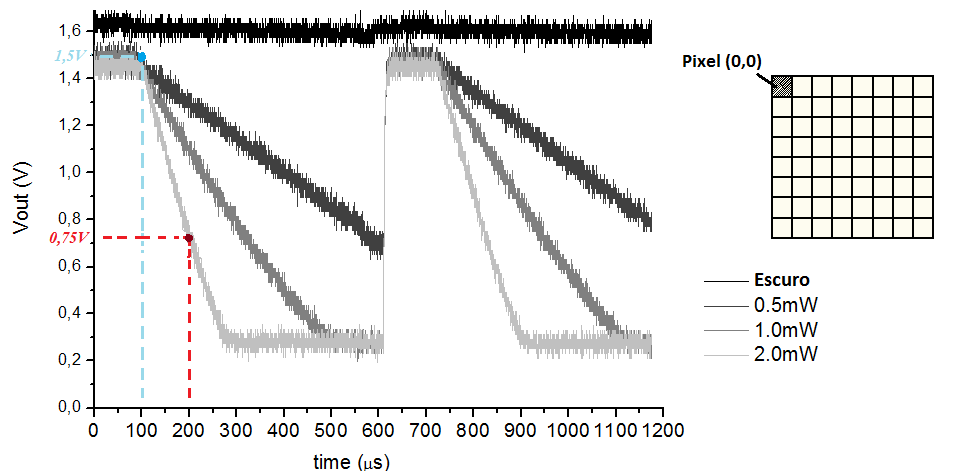 1,6
1,5V
1,4
1,2
1,0
0,8
0,75V
0,6
0,4
0,2
0,0
Vout (V)
0 100 200 300 400 500 600 700 800 900 1000 1100 1200
time (µs)
Pixel (0,0)
Escuro
0.5mW
1.0mW
2.0mW